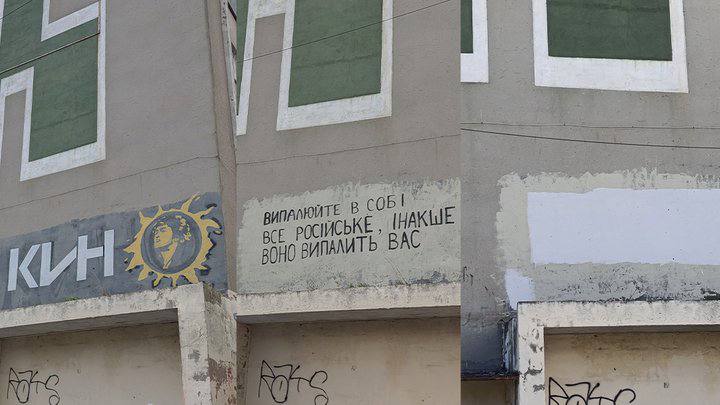 КИН
ВИПАЛЮЙТЕ В СОБІ
ВСЕ РОСІЙСЬКЕ, ІНАКШЕ
ВОНО ВИПАЛИТЬ ВАС